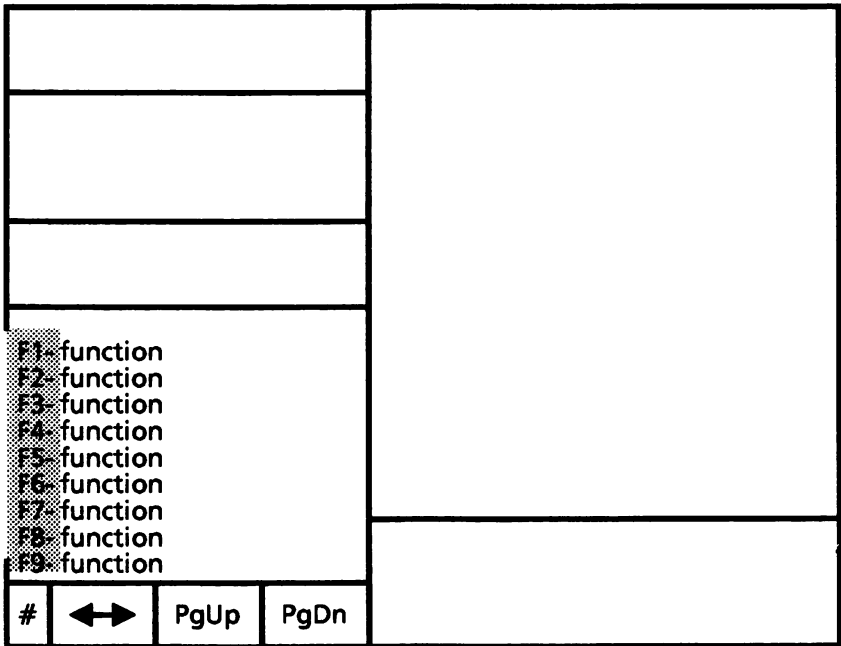 F1- function
F2- function
F3- function
F4- function
F5- function
F6- function
F7- function
F8- function
F9- function
# PgUp PgDn